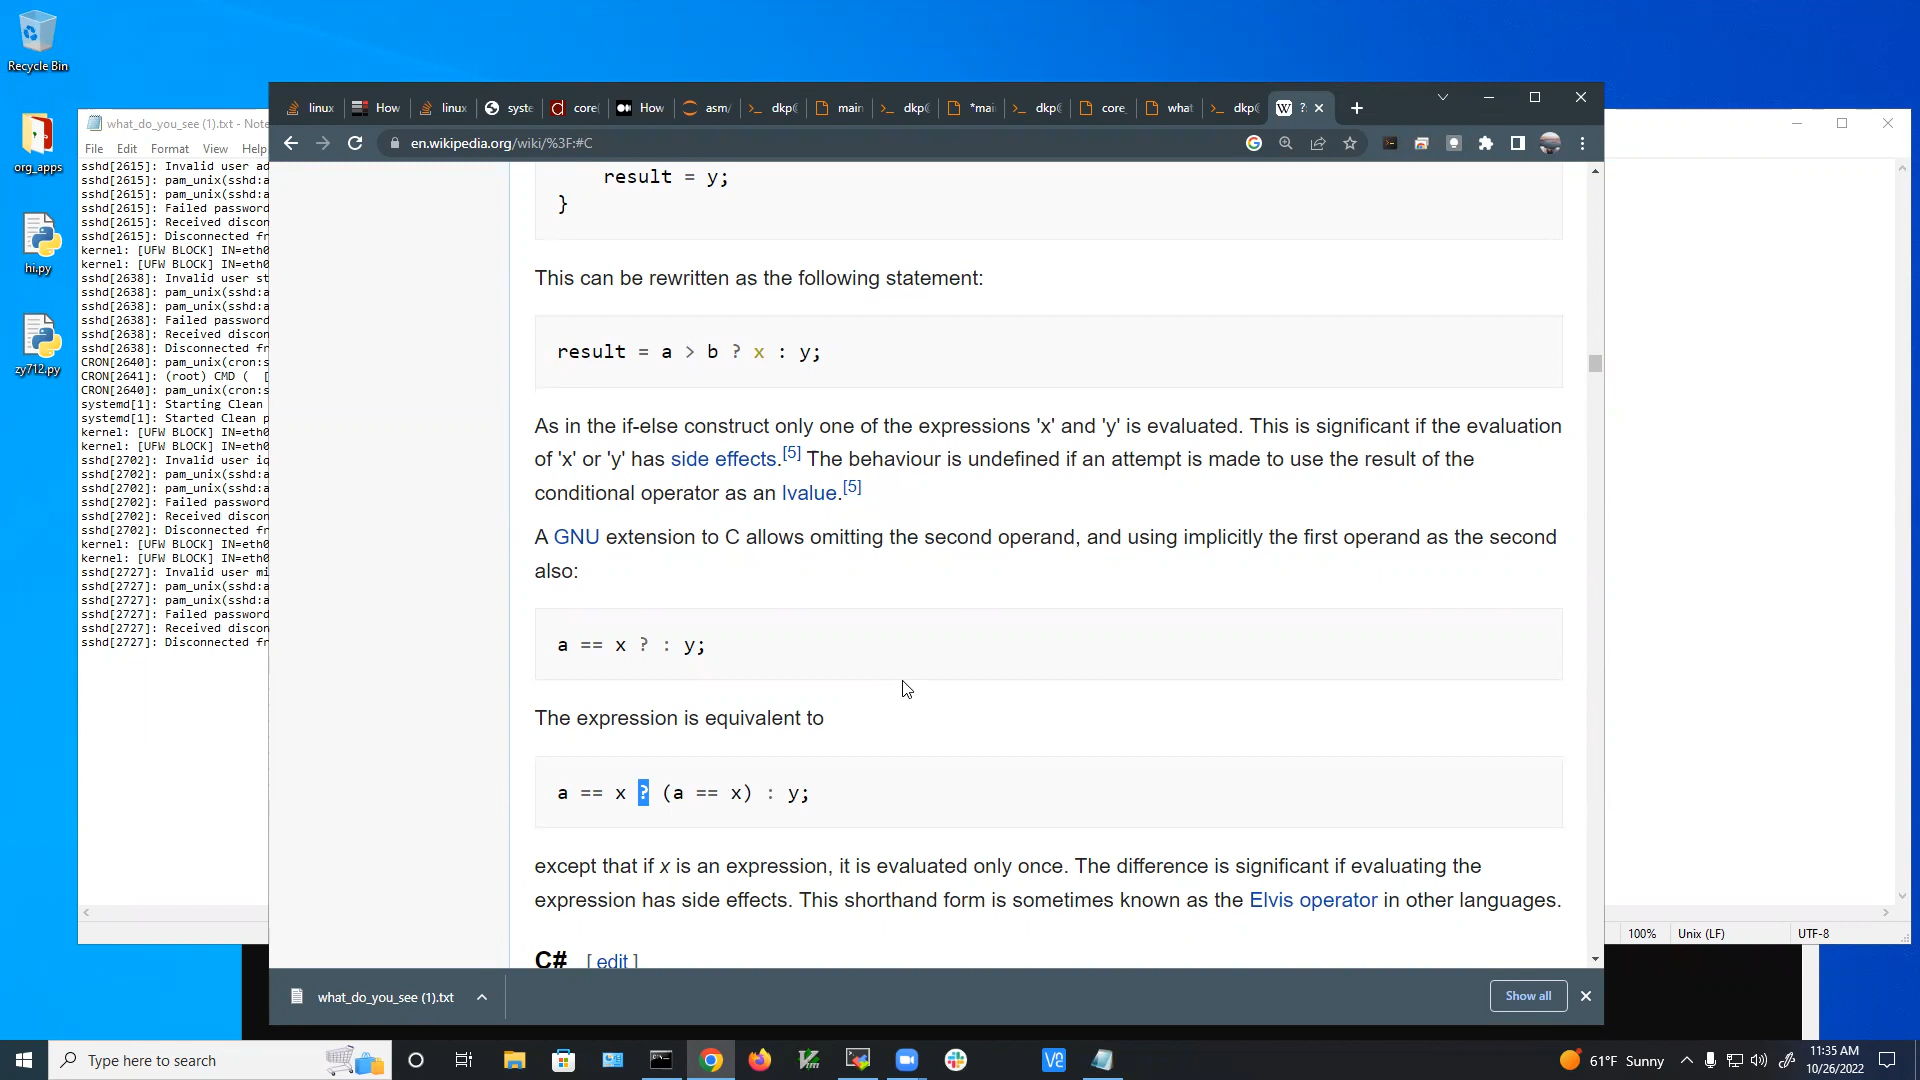 Recycle Bin
org_apps
hi.py
zy712.py
what_do_you_see (1).txt - Note
File Edit Format View Help
sshd[2615]: Invalid user ad
sshd[2615]: pam_unix(sshd:a
sshd[2615]: pam_unix(sshd:a
sshd[2615]: Failed password
sshd[2615]: Received discon
sshd[2615]: Disconnected fr
kernel: [UFW BLOCK] IN=eth0
kernel: [UFW BLOCK] IN=eth0
sshd[2638]: Invalid user st
sshd[2638]: pam_unix(sshd:a
sshd[2638]: pam_unix(sshd:a
sshd[2638]: Failed password
sshd[2638]: Received discon
sshd[2638]: Disconnected fr
CRON[2640]: pam_unix(cron:s
CRON[2641]: (root) CMD ( [
CRON[2640]: pam_unix(cron:s
systemd[1]: Starting Clean
systemd[1]: Started Clean p
kernel: [UFW BLOCK] IN=eth0
kernel: [UFW BLOCK] IN=eth0
sshd[2702]: Invalid user iq
sshd[2702]: pam_unix(sshd:a
sshd[2702]: pam_unix(sshd:a
sshd[2702]: Failed password
sshd[2702]: Received discon
sshd[2702]: Disconnected fr
kernel: [UFW BLOCK] IN=eth0
kernel: [UFW BLOCK] IN=eth0
sshd[2727]: Invalid user mi
sshd[2727]: pam_unix(sshd:a
sshd[2727]: pam_unix(sshd:a
sshd[2727]: Failed password
sshd[2727]: Received discon
sshd[2727]: Disconnected fr
linux How linux syste core( How asm/ dkp@ main dkp@ *mai dkp@ core_ what dkp@ ?:
en.wikipedia.org/wiki/%3F:#C
result = y;
}
This can be rewritten as the following statement:
result = a > b ? x : y;
As in the if-else construct only one of the expressions 'x' and 'y' is evaluated. This is significant if the evaluation
of 'x' or 'y' has side effects.[5] The behaviour is undefined if an attempt is made to use the result of the
conditional operator as an lvalue.[5]
A GNU extension to C allows omitting the second operand, and using implicitly the first operand as the second
also:
a == x ? : y;
The expression is equivalent to
a == x ? (a == x) : y;
except that if x is an expression, it is evaluated only once. The difference is significant if evaluating the
expression has side effects. This shorthand form is sometimes known as the Elvis operator in other languages.
C# [ edit ]
what_do_you_see (1).txt
Show all
100% Unix (LF) UTF-8
Type here to search
61°F Sunny
11:35 AM
10/26/2022